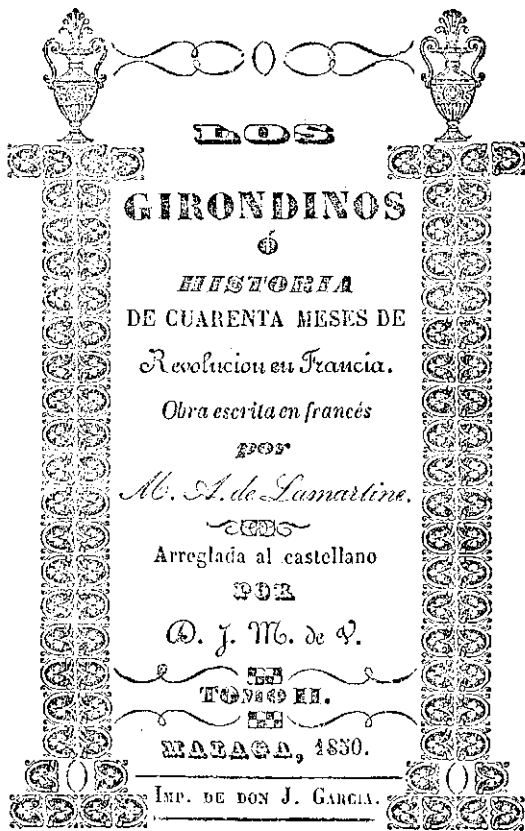 LOS
GIRONDINOS
ó
HISTORIA
DE CUARENTA MESES DE
Revolucion en Francia.
Obra escrita en francés
por
M. A. de Lamartine.
Arreglada al castellano
POR
D. J. M. de V.
TOMO II.
MALAGA, 1850.
IMP. DE DON J. GARCIA.